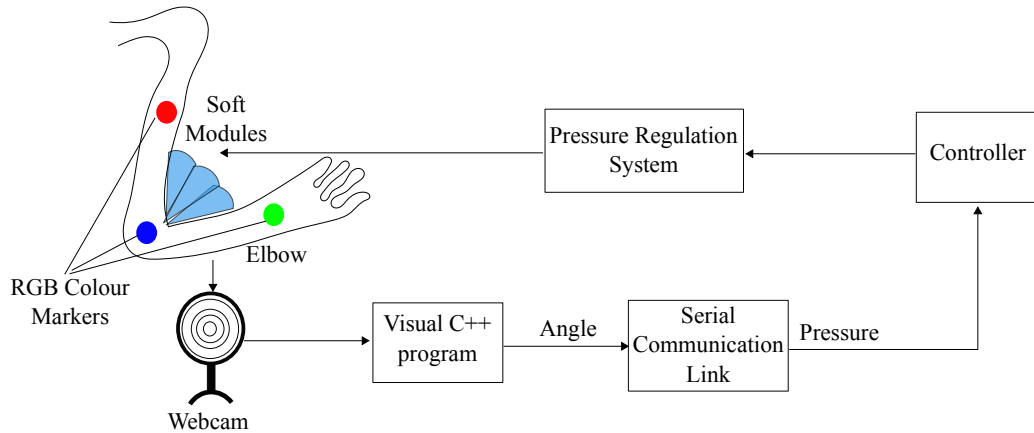 Soft
Modules
Pressure Regulation
System
Controller
Elbow
RGB Colour
Markers
Visual C++
program
Angle
Serial
Communication
Link
Pressure
Webcam